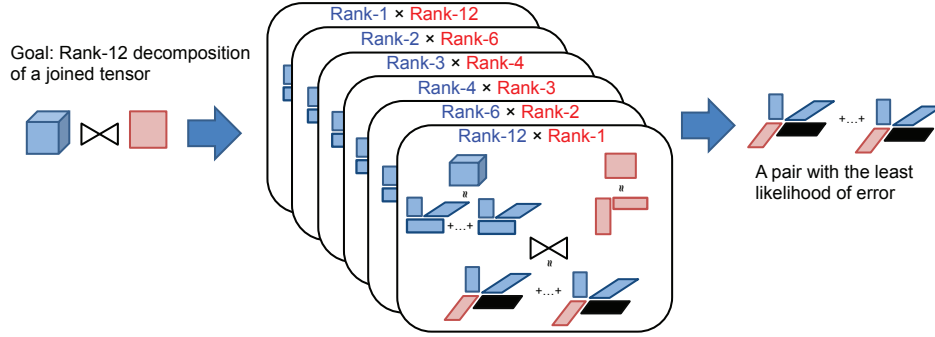 Goal: Rank-12 decomposition
of a joined tensor
Rank-1 × Rank-12
Rank-2 × Rank-6
Rank-3 × Rank-4
Rank-4 × Rank-3
Rank-6 × Rank-2
Rank-12 × Rank-1
≈
≈
+...+
≈
+...+
+...+
A pair with the least
likelihood of error